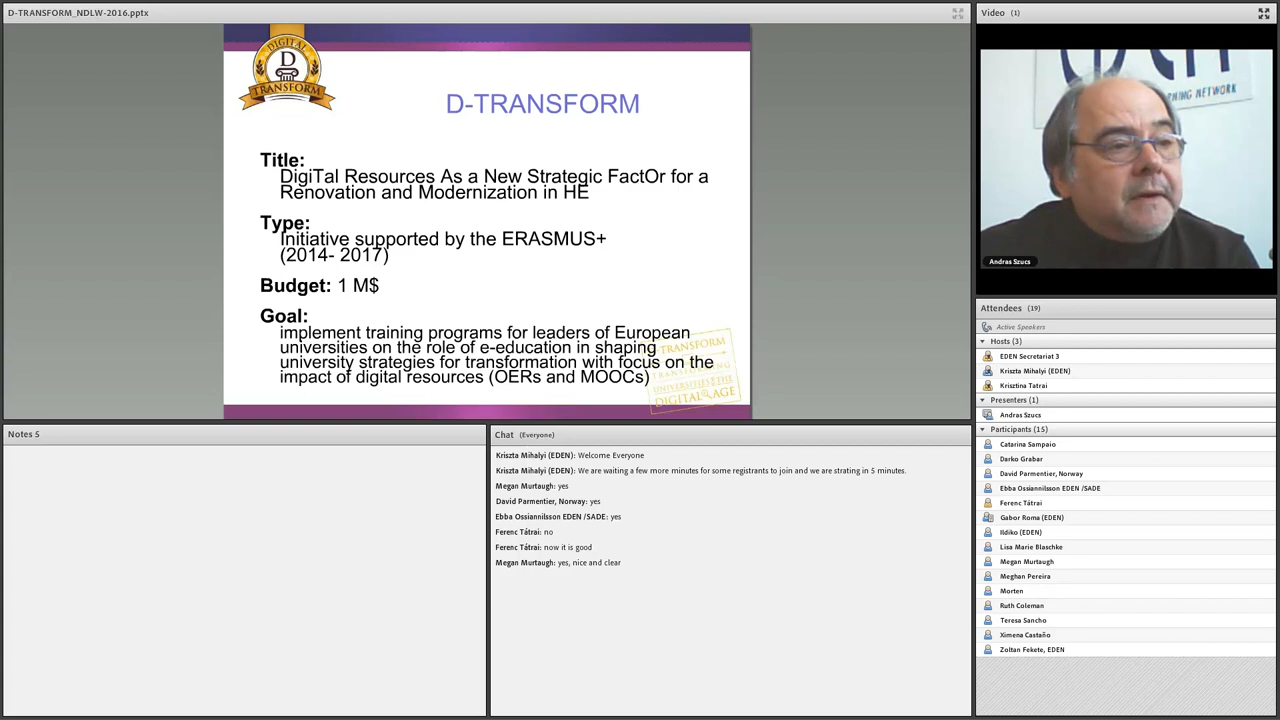 D-TRANSFORM_NDLW-2016.pptx
DIGITAL
D
TRANSFORM
D-TRANSFORM
Title:
DigiTal Resources As a New Strategic FactOr for a
Renovation and Modernization in HE
Type:
Initiative supported by the ERASMUS+
(2014- 2017)
Budget: 1 M$
Goal:
implement training programs for leaders of European
universities on the role of e-education in shaping
university strategies for transformation with focus on the
impact of digital resources (OERs and MOOCs)
D-TRANSFORM
TRANSFORMING
UNIVERSITIES THE
DIGITAL AGE
Video (1)
NING NETWORK
Andras Szucs
Attendees (19)
Active Speakers
Hosts (3)
EDEN Secretariat 3
Kriszta Mihalyi (EDEN)
Krisztina Tatrai
Presenters (1)
Andras Szucs
Participants (15)
Catarina Sampaio
Darko Grabar
David Parmentier, Norway
Ebba Ossiannilsson EDEN /SADE
Ferenc Tátrai
Gabor Roma (EDEN)
Ildiko (EDEN)
Lisa Marie Blaschke
Megan Murtaugh
Meghan Pereira
Morten
Ruth Coleman
Teresa Sancho
Ximena Castaño
Zoltan Fekete, EDEN
Notes 5
Chat (Everyone)
Kriszta Mihalyi (EDEN): Welcome Everyone
Kriszta Mihalyi (EDEN): We are waiting a few more minutes for some registrants to join and we are strating in 5 minutes.
Megan Murtaugh: yes
David Parmentier, Norway: yes
Ebba Ossiannilsson EDEN /SADE: yes
Ferenc Tátrai: no
Ferenc Tátrai: now it is good
Megan Murtaugh: yes, nice and clear